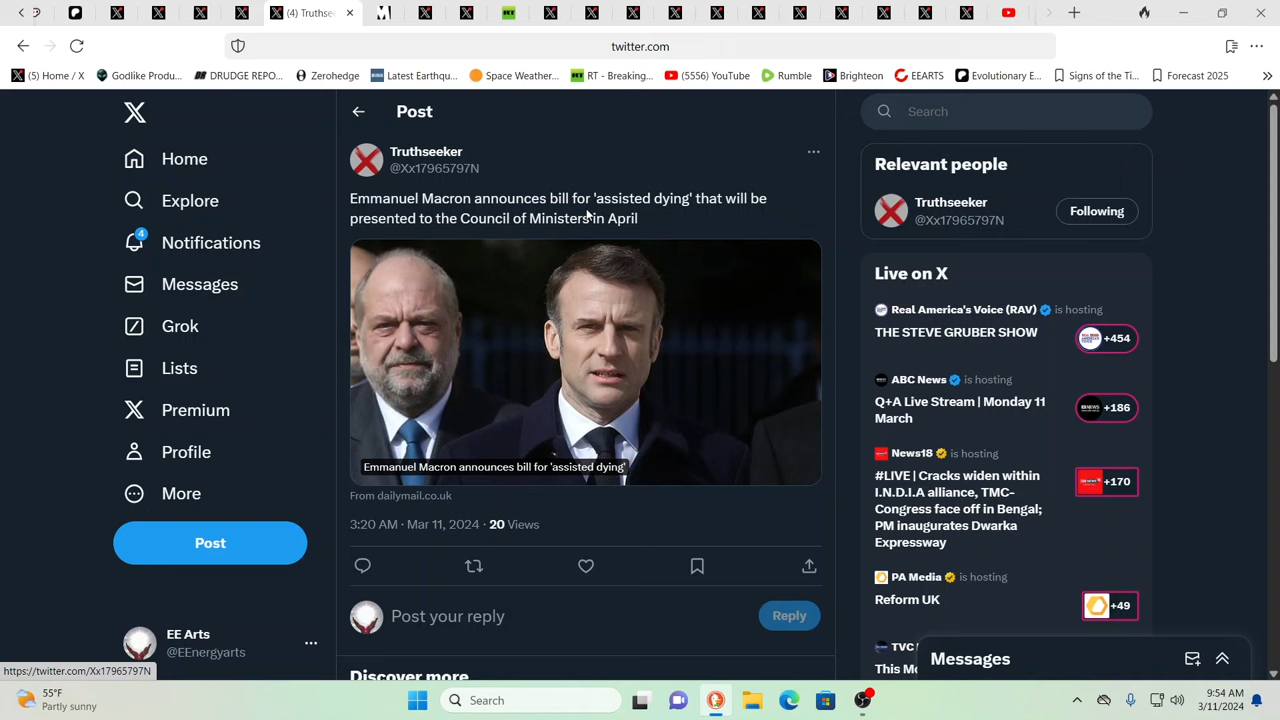 (4) Truthsee
twitter.com
(5) Home / X
Godlike Produ...
DRUDGE REPO...
Zerohedge
Latest Earthqu...
Space Weather...
RT - Breaking...
(5556) YouTube
Rumble
Brighteon
EEARTS
Evolutionary E...
Signs of the Ti...
Forecast 2025
Post
Search
Home
Explore
4
Notifications
Messages
Grok
Lists
Premium
Profile
More
Post
EE Arts
@EEnergyarts
Truthseeker
@Xx17965797N
Emmanuel Macron announces bill for 'assisted dying' that will be
presented to the Council of Ministers in April
Emmanuel Macron announces bill for 'assisted dying'
From dailymail.co.uk
3:20 AM · Mar 11, 2024 · 20 Views
Post your reply
Reply
Discover more
Relevant people
Truthseeker
@Xx17965797N
Following
Live on X
Real America's Voice (RAV) is hosting
THE STEVE GRUBER SHOW
+454
ABC News is hosting
Q+A Live Stream | Monday 11
March
+186
News18 is hosting
#LIVE | Cracks widen within
I.N.D.I.A alliance, TMC-
Congress face off in Bengal;
PM inaugurates Dwarka
Expressway
+170
PA Media is hosting
Reform UK
+49
TVC
This Mo
Messages
https://twitter.com/Xx17965797N
55°F
Partly sunny
Search
9:54 AM
3/11/2024